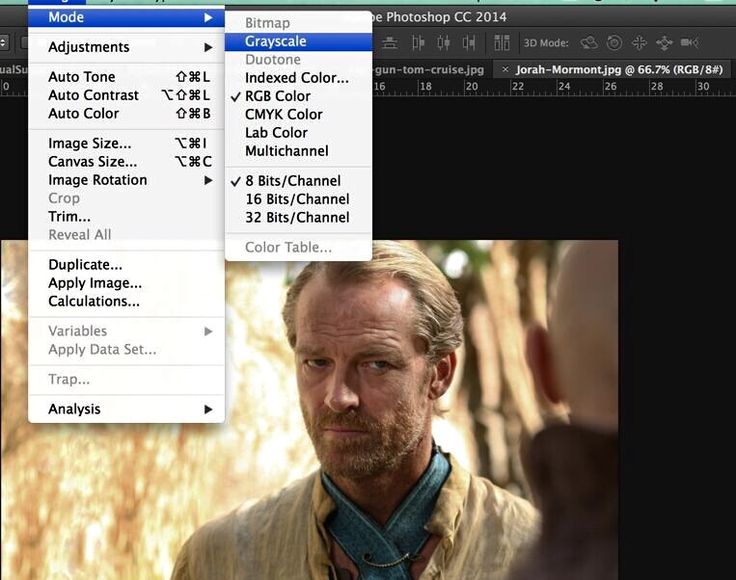 Mode
Adjustments
Auto Tone ⇧⌘L
Auto Contrast ⌥⇧⌘L
Auto Color ⇧⌘B
Image Size... ⌥⌘I
Canvas Size... ⌥⌘C
Image Rotation
Crop
Trim...
Reveal All
Duplicate...
Apply Image...
Calculations...
Variables
Apply Data Set...
Trap...
Analysis
Bitmap
Grayscale
Duotone
Indexed Color...
✓ RGB Color
CMYK Color
Lab Color
Multichannel
✓ 8 Bits/Channel
16 Bits/Channel
32 Bits/Channel
Color Table...
Photoshop CC 2014
3D Mode:
-gun-tom-cruise.jpg
× Jorah-Mormont.jpg @ 66.7% (RGB/8#)
0 16 18 20 22 24 26 28 30